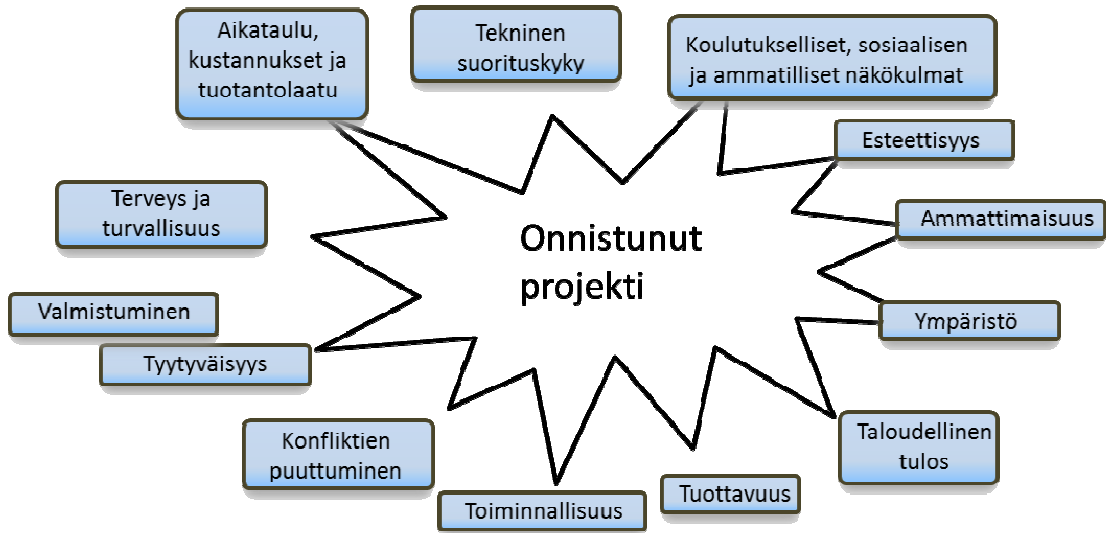 Aikataulu,
kustannukset ja
tuotantolaatu
Tekninen
suorituskyky
Koulutukselliset, sosiaalisen
ja ammatilliset näkökulmat
Esteettisyys
Terveys ja
turvallisuus
Ammattimaisuus
Onnistunut
projekti
Valmistuminen
Ympäristö
Tyytyväisyys
Konfliktien
puuttuminen
Taloudellinen
tulos
Tuottavuus
Toiminnallisuus